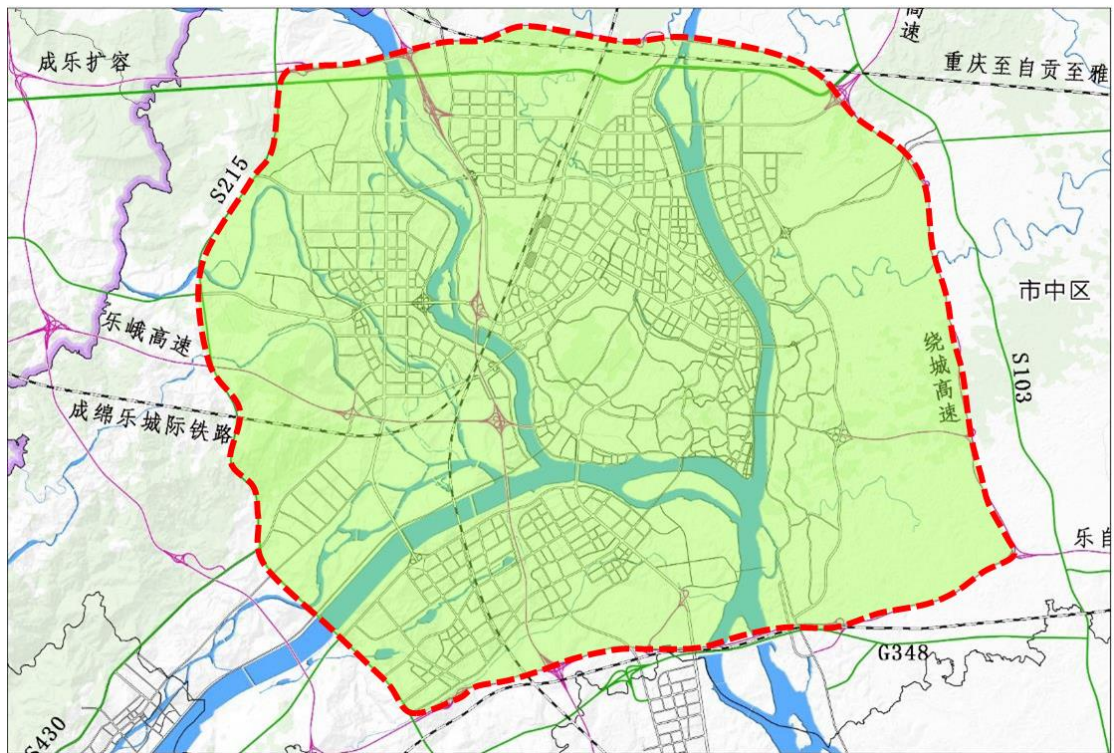 高速
成乐扩容
重庆至自贡至雅
S215
市中区
乐峨高速
绕城高速
S103
成绵乐城际铁路
乐自
G348
S430